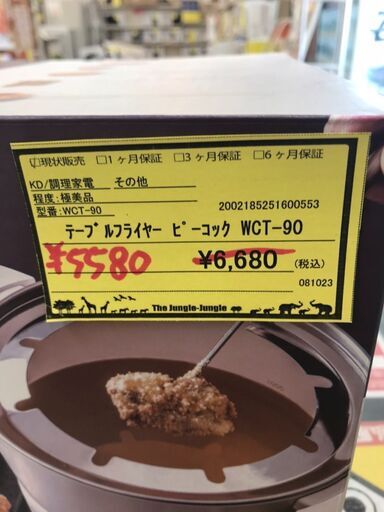 ☑現状販売 □1ヶ月保証 □3ヶ月保証 □6ヶ月保証
KD/調理家電 その他
程度:極美品
型番:WCT-90 2002185251600553
テーブルフライヤー ピーコック WCT-90
¥5580 ¥6,680 (税込)
081023
The Jungle-Jungle